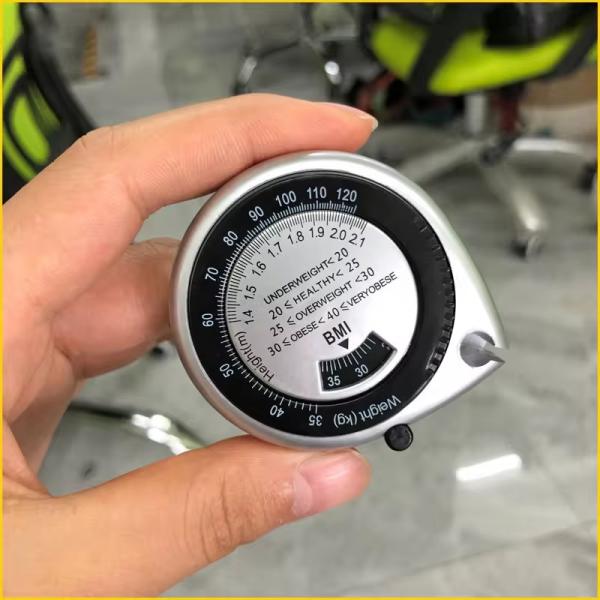 35 40 50 60 70 80 90 100 110 120
Weight (kg)
Height(m) 1.4 1.5 1.6 1.7 1.8 1.9 2.0 2.1
UNDERWEIGHT< 20
20 ≤ HEALTHY< 25
25 ≤ OVERWEIGHT <30
30 ≤ OBESE< 40 ≤VERYOBESE
BMI
35 30